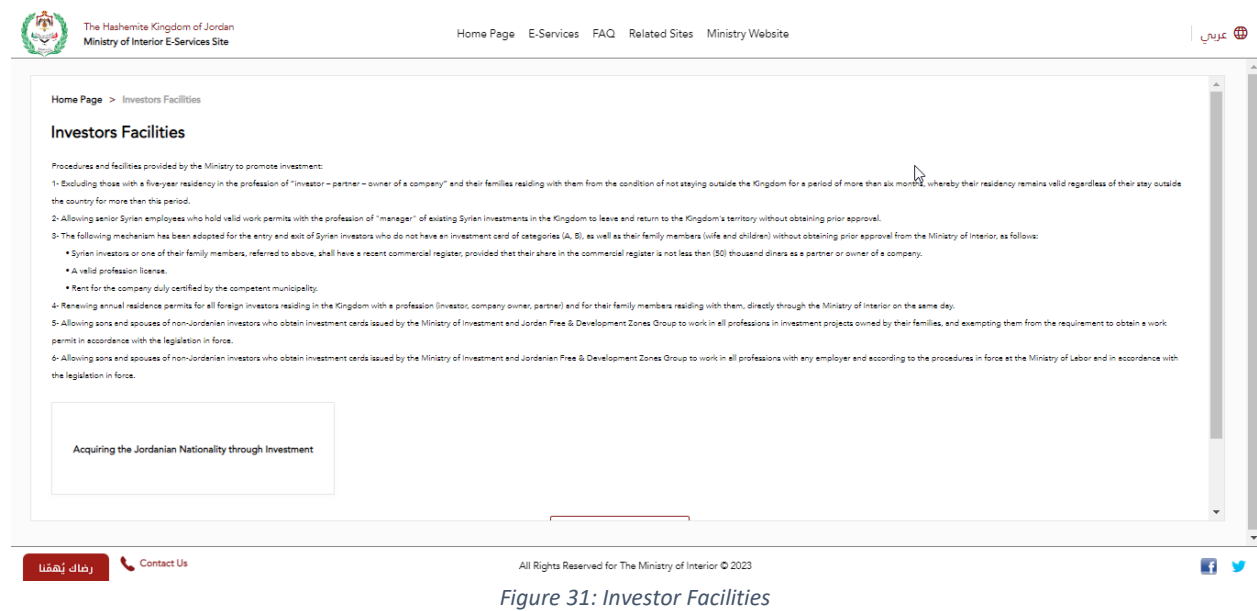 The Hashemite Kingdom of Jordan
Ministry of Interior E-Services Site
Home Page E-Services FAQ Related Sites Ministry Website
عربي
Home Page > Investors Facilities
Investors Facilities
Procedures and facilities provided by the Ministry to promote investment:
1- Excluding those with a five-year residency in the profession of "investor – partner – owner of a company" and their families residing with them from the condition of not staying outside the Kingdom for a period of more than six months, whereby their residency remains valid regardless of their stay outside
the country for more than this period.
2- Allowing senior Syrian employees who hold valid work permits with the profession of "manager" of existing Syrian investments in the Kingdom to leave and return to the Kingdom's territory without obtaining prior approval.
3- The following mechanism has been adopted for the entry and exit of Syrian investors who do not have an investment card of categories (A, B), as well as their family members (wife and children) without obtaining prior approval from the Ministry of Interior, as follows:
• Syrian investors or one of their family members, referred to above, shall have a recent commercial register, provided that their share in the commercial register is not less than (50) thousand dinars as a partner or owner of a company.
• A valid profession license.
• Rent for the company duly certified by the competent municipality.
4- Renewing annual residence permits for all foreign investors residing in the Kingdom with a profession (investor, company owner, partner) and for their family members residing with them, directly through the Ministry of Interior on the same day.
5- Allowing sons and spouses of non-Jordanian investors who obtain investment cards issued by the Ministry of Investment and Jordan Free & Development Zones Group to work in all professions in investment projects owned by their families, and exempting them from the requirement to obtain a work
permit in accordance with the legislation in force.
6- Allowing sons and spouses of non-Jordanian investors who obtain investment cards issued by the Ministry of Investment and Jordanian Free & Development Zones Group to work in all professions with any employer and according to the procedures in force at the Ministry of Labor and in accordance with
the legislation in force.
Acquiring the Jordanian Nationality through Investment
رضاك يُهمّنا
Contact Us
All Rights Reserved for The Ministry of Interior © 2023
Figure 31: Investor Facilities